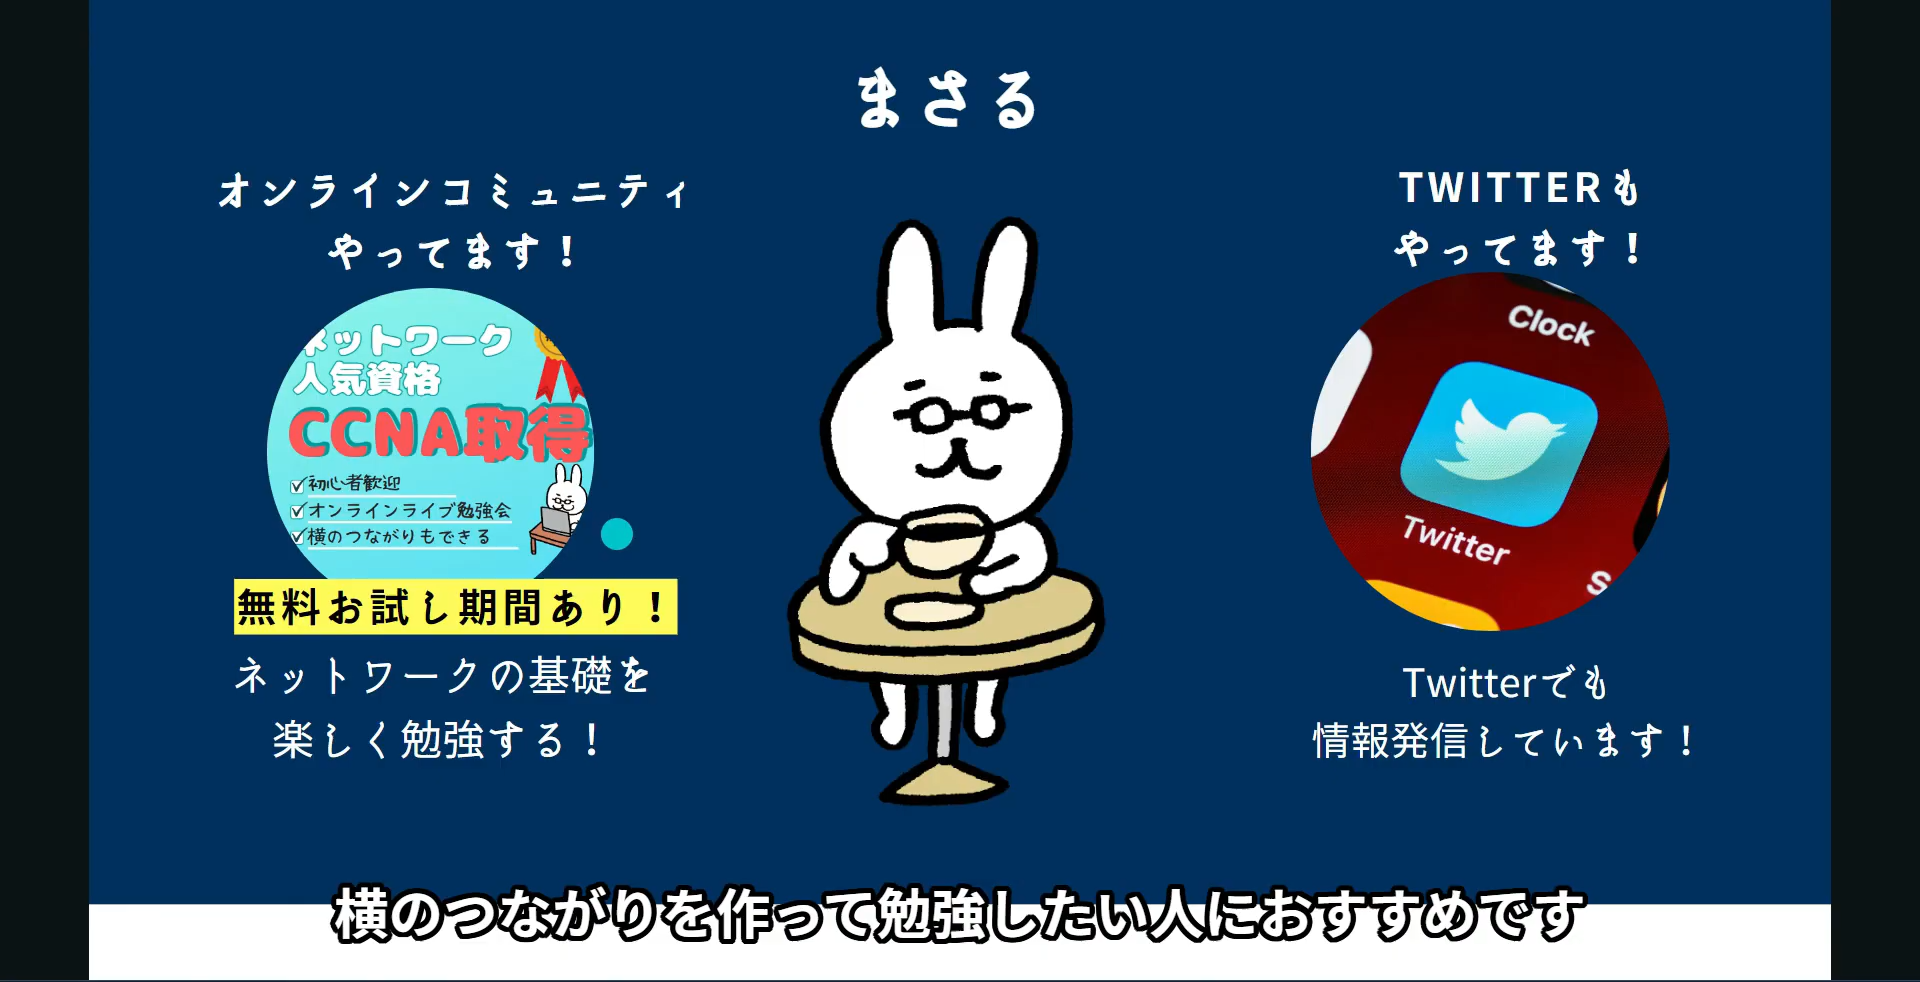 まさる
オンラインコミュニティ
やってます！
ネットワーク
人気資格
CCNA取得
初心者歓迎
オンラインライブ勉強会
横のつながりもできる
無料お試し期間あり！
ネットワークの基礎を
楽しく勉強する！
TWITTERも
やってます！
Clock
Twitter
S
Twitterでも
情報発信しています！
横のつながりを作って勉強したい人におすすめです